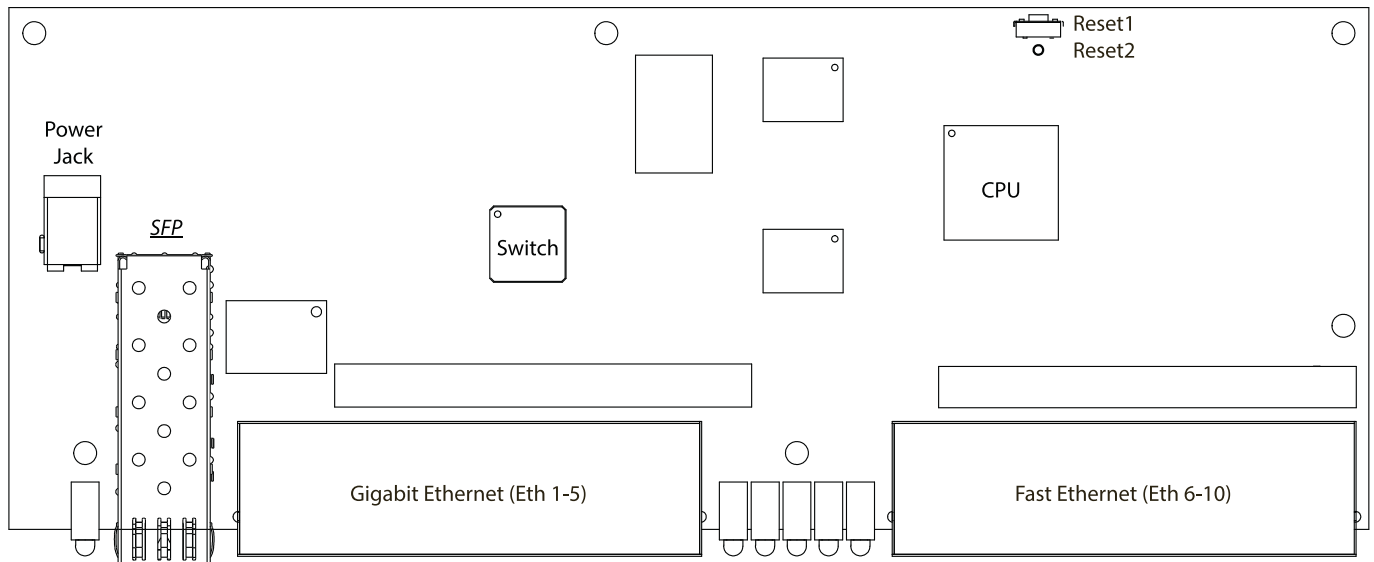 Reset1
Reset2
Power
Jack
CPU
SFP
Switch
Gigabit Ethernet (Eth 1-5)
Fast Ethernet (Eth 6-10)